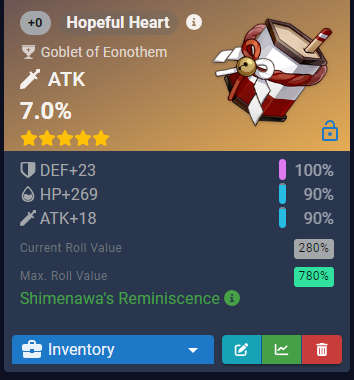 +0 Hopeful Heart
Goblet of Eonothem
ATK
7.0%
DEF+23 100%
HP+269 90%
ATK+18 90%
Current Roll Value 280%
Max. Roll Value 780%
Shimenawa's Reminiscence
Inventory